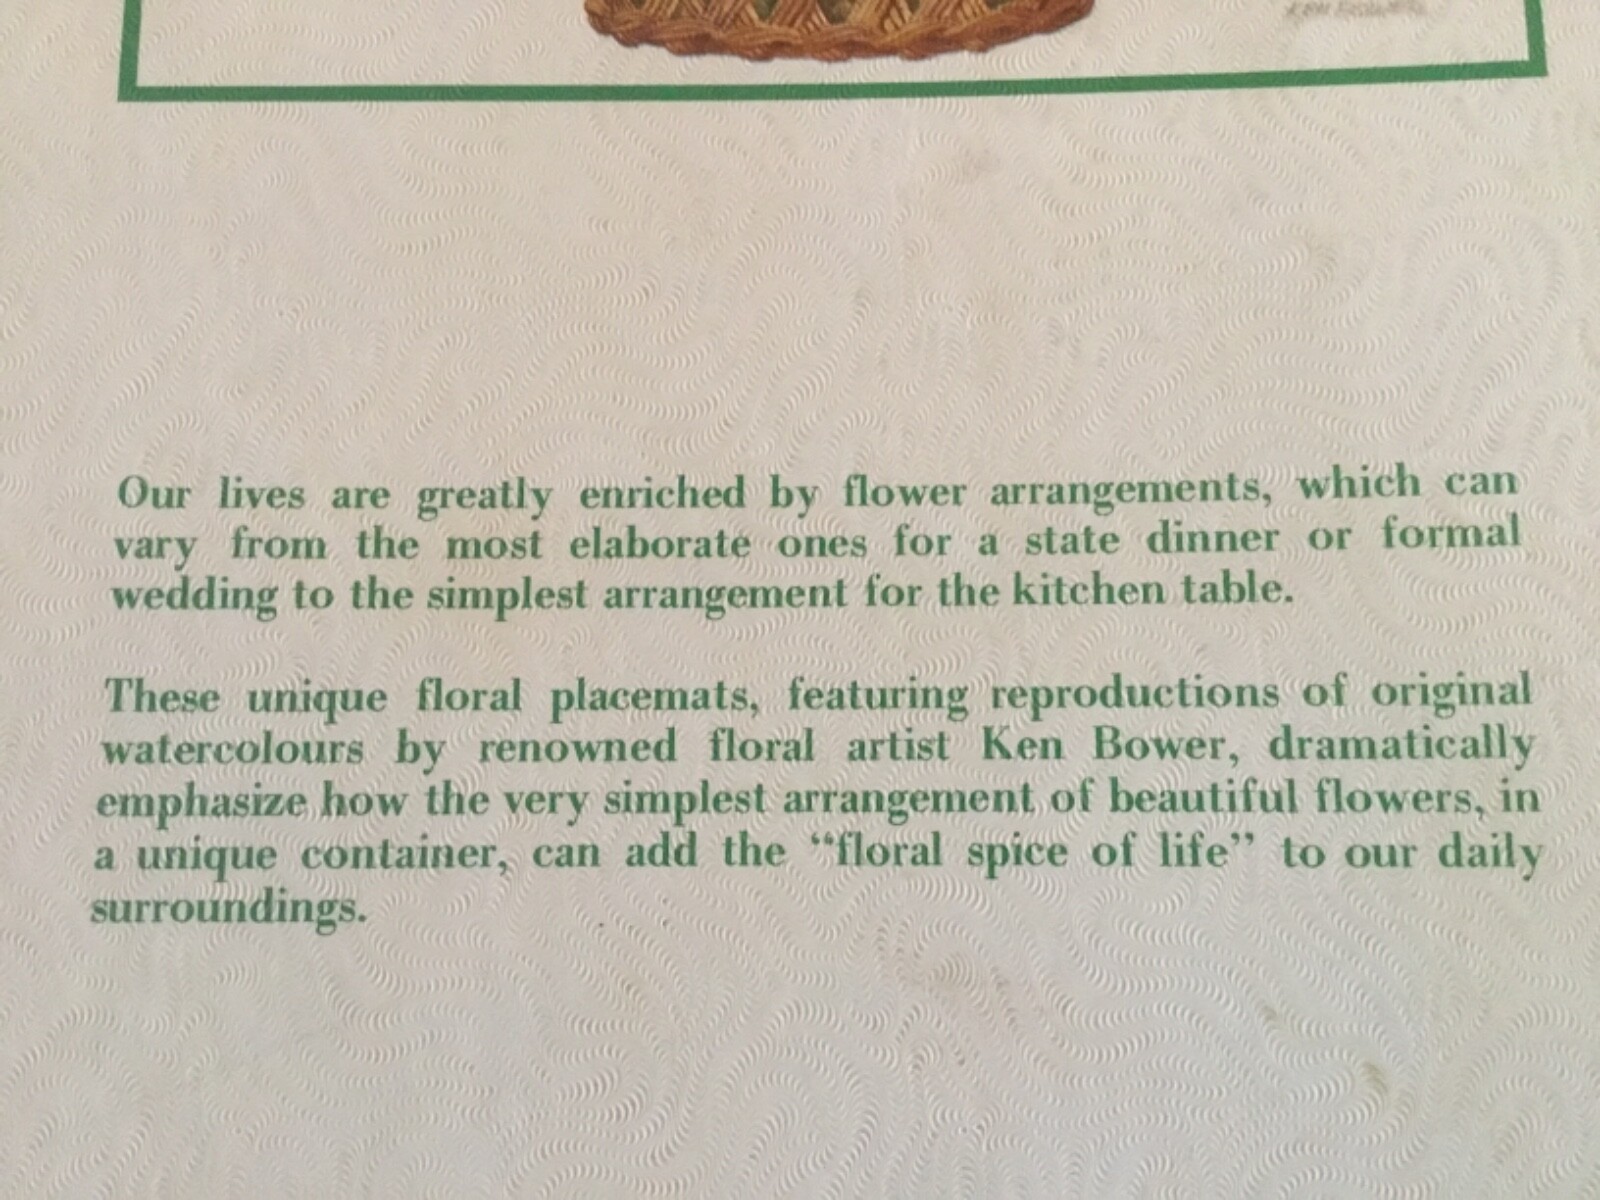 Our lives are greatly enriched by flower arrangements, which can
vary from the most elaborate ones for a state dinner or formal
wedding to the simplest arrangement for the kitchen table.
These unique floral placemats, featuring reproductions of original
watercolours by renowned floral artist Ken Bower, dramatically
emphasize how the very simplest arrangement of beautiful flowers, in
a unique container, can add the “floral spice of life” to our daily
surroundings.